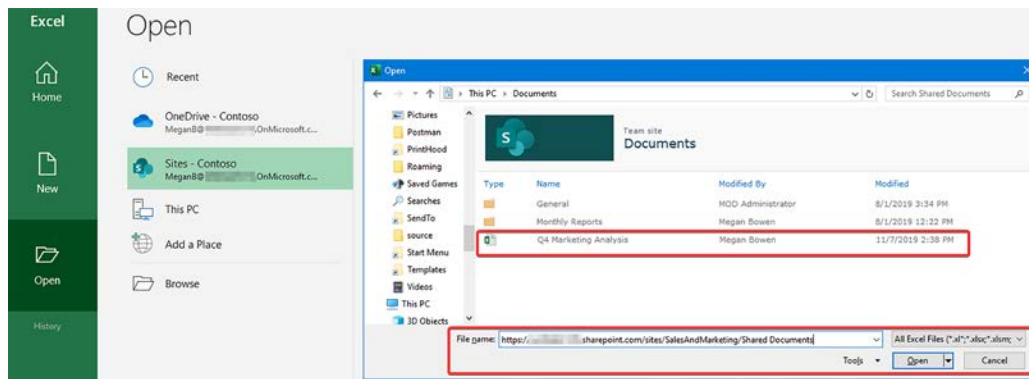 Excel
Home
New
Open
History
Open
Recent
OneDrive - Contoso
MeganB@ .OnMicrosoft.c...
Sites - Contoso
MeganB@ .OnMicrosoft.c...
This PC
Add a Place
Browse
Open
This PC > Documents
Search Shared Documents
Pictures
Postman
PrintHood
Roaming
Saved Games
Searches
SendTo
source
Start Menu
Templates
Videos
This PC
3D Objects
S
Team site
Documents
Type Name Modified By Modified
General MOD Administrator 8/1/2019 3:34 PM
Monthly Reports Megan Bowen 8/1/2019 12:22 PM
Q4 Marketing Analysis Megan Bowen 11/7/2019 2:38 PM
File name: https:/ .sharepoint.com/sites/SalesAndMarketing/Shared Documents
All Excel Files (*.xl*;*.xlsx;*.xlsm;
Tools Open Cancel